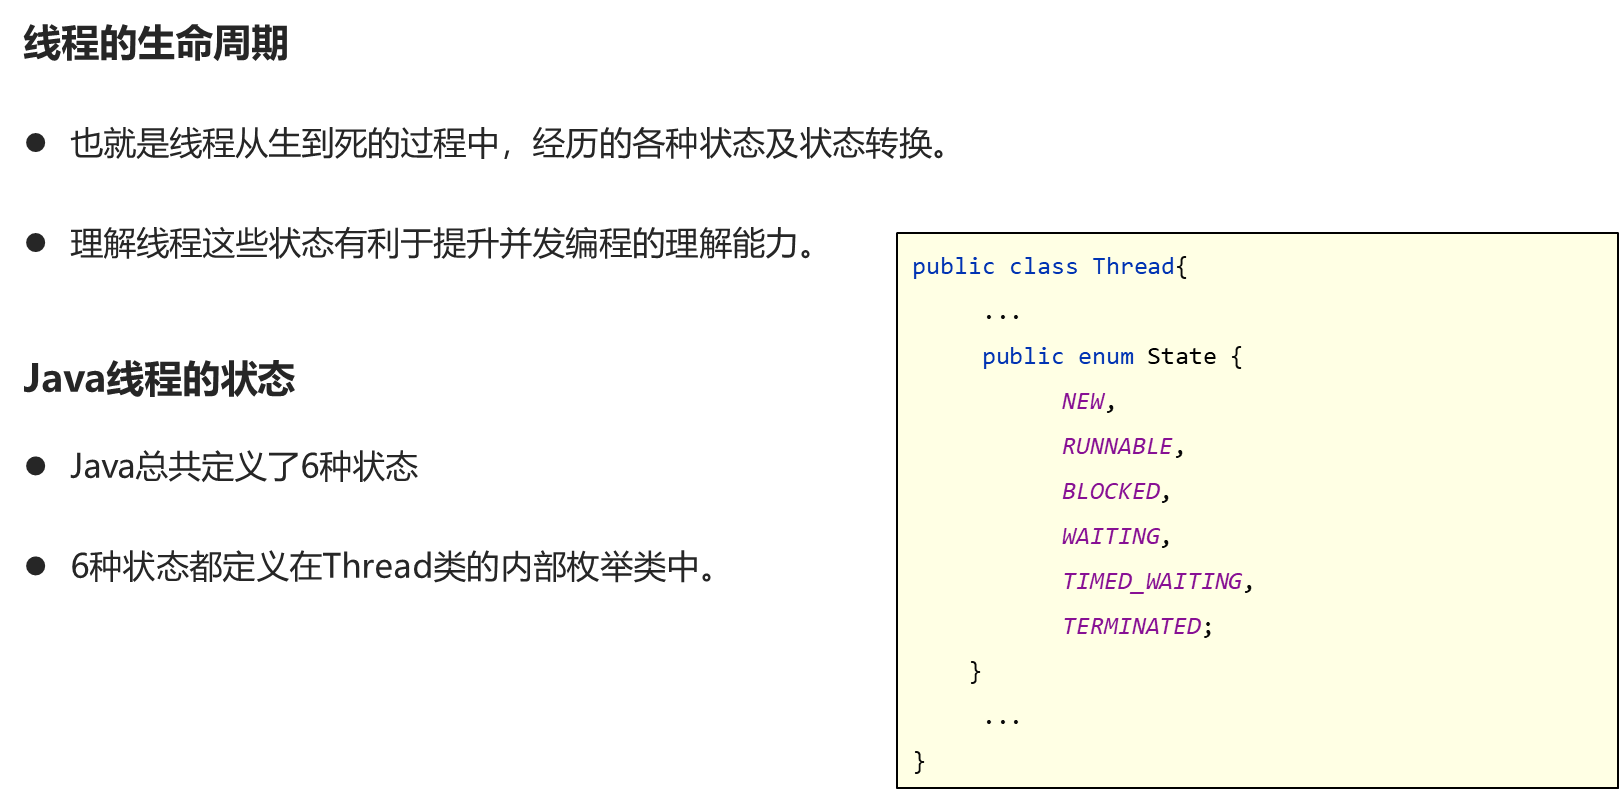 线程的生命周期
● 也就是线程从生到死的过程中，经历的各种状态及状态转换。
● 理解线程这些状态有利于提升并发编程的理解能力。
Java线程的状态
● Java总共定义了6种状态
● 6种状态都定义在Thread类的内部枚举类中。
public class Thread{
...
public enum State {
NEW,
RUNNABLE,
BLOCKED,
WAITING,
TIMED_WAITING,
TERMINATED;
}
...
}